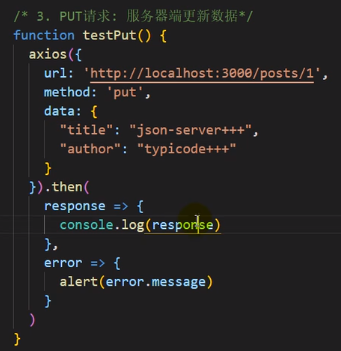 /* 3. PUT请求: 服务器端更新数据*/
function testPut() {
  axios({
    url: 'http://localhost:3000/posts/1',
    method: 'put',
    data: {
      "title": "json-server+++",
      "author": "typicode+++"
    }
  }).then(
    response => {
      console.log(response)
    },
    error => {
      alert(error.message)
    }
  )
}